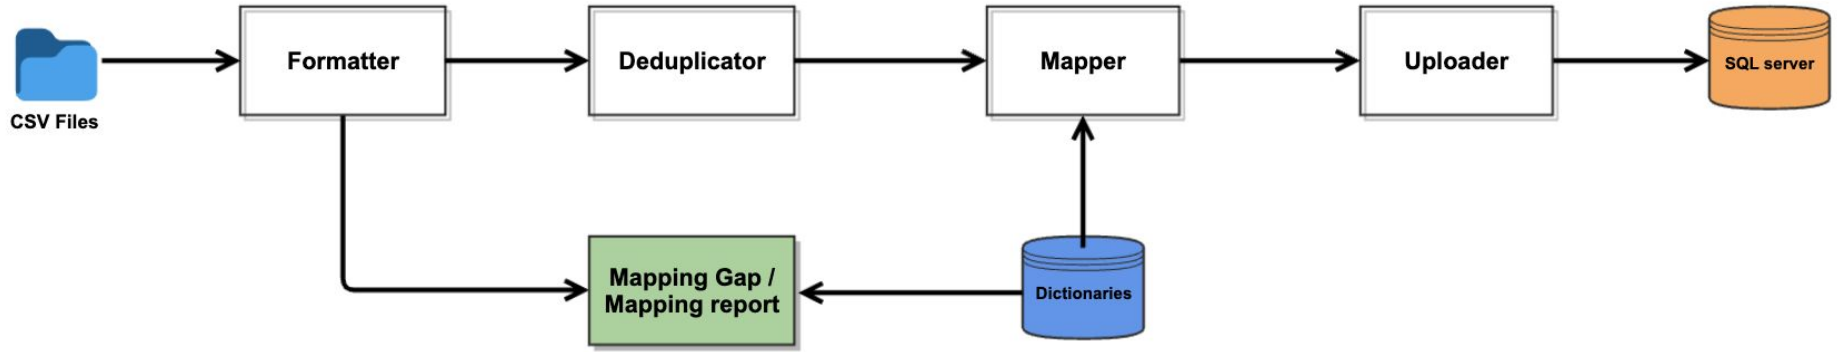 Formatter
Deduplicator
Mapper
Uploader
SQL server
CSV Files
Mapping Gap /
Mapping report
Dictionaries